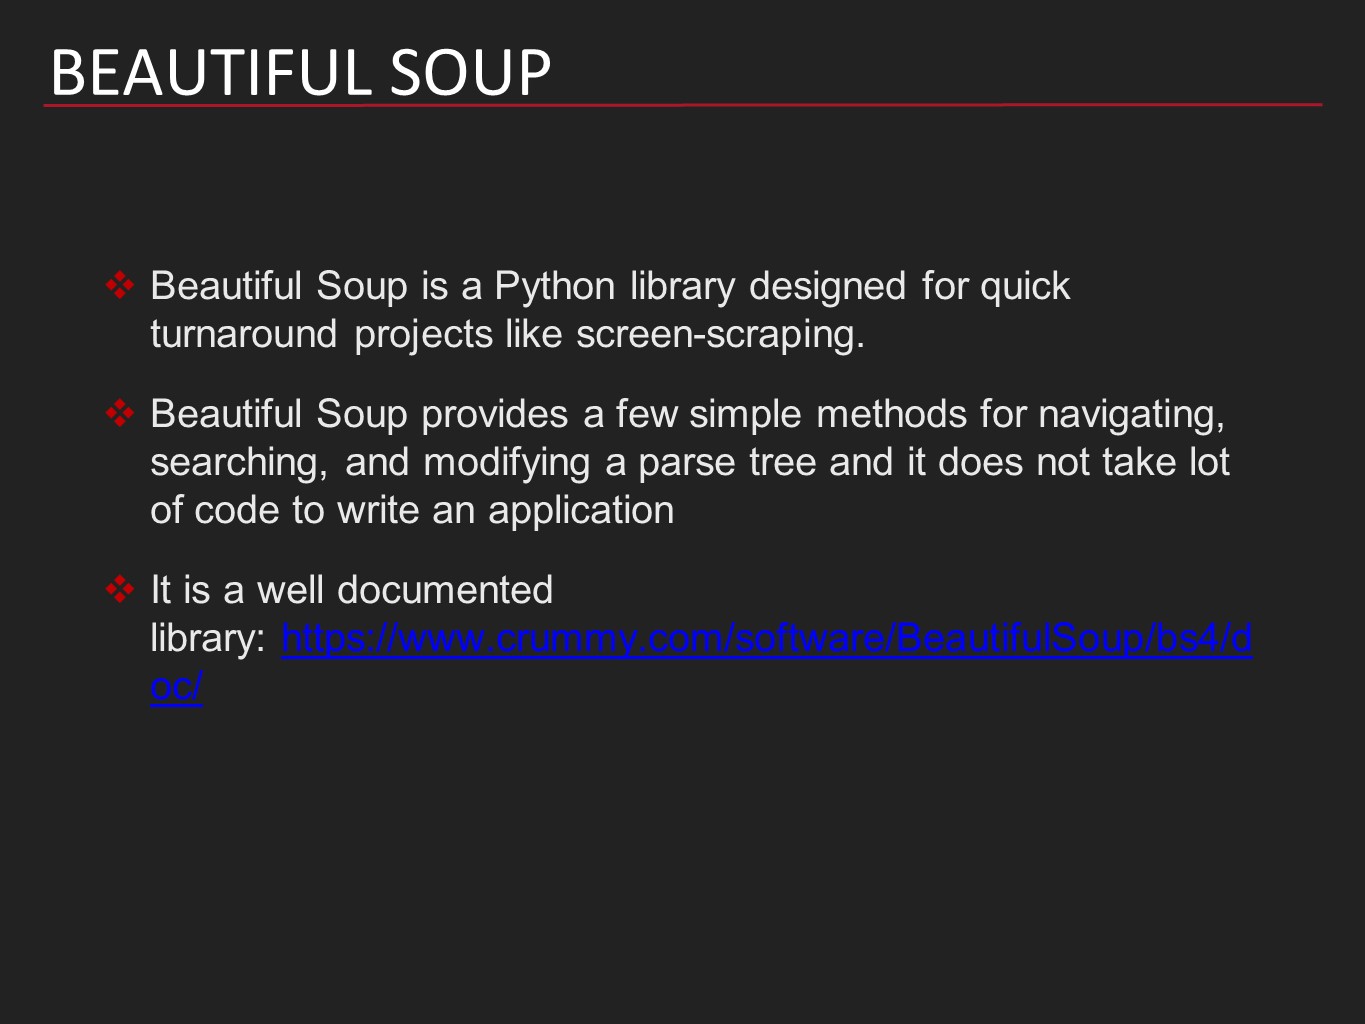 BEAUTIFUL SOUP
❖ Beautiful Soup is a Python library designed for quick
turnaround projects like screen-scraping.
❖ Beautiful Soup provides a few simple methods for navigating,
searching, and modifying a parse tree and it does not take lot
of code to write an application
❖ It is a well documented
library: https://www.crummy.com/software/BeautifulSoup/bs4/d
oc/